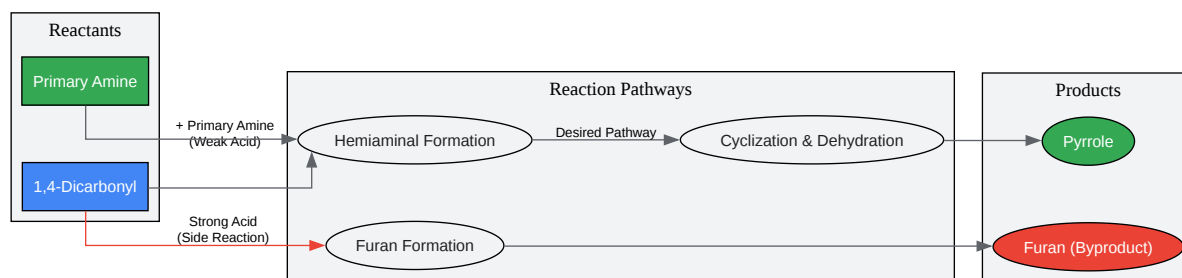 Reactants
Primary Amine
1,4-Dicarbonyl
+ Primary Amine
(Weak Acid)
Strong Acid
(Side Reaction)
Reaction Pathways
Hemiaminal Formation
Desired Pathway
Cyclization & Dehydration
Furan Formation
Products
Pyrrole
Furan (Byproduct)